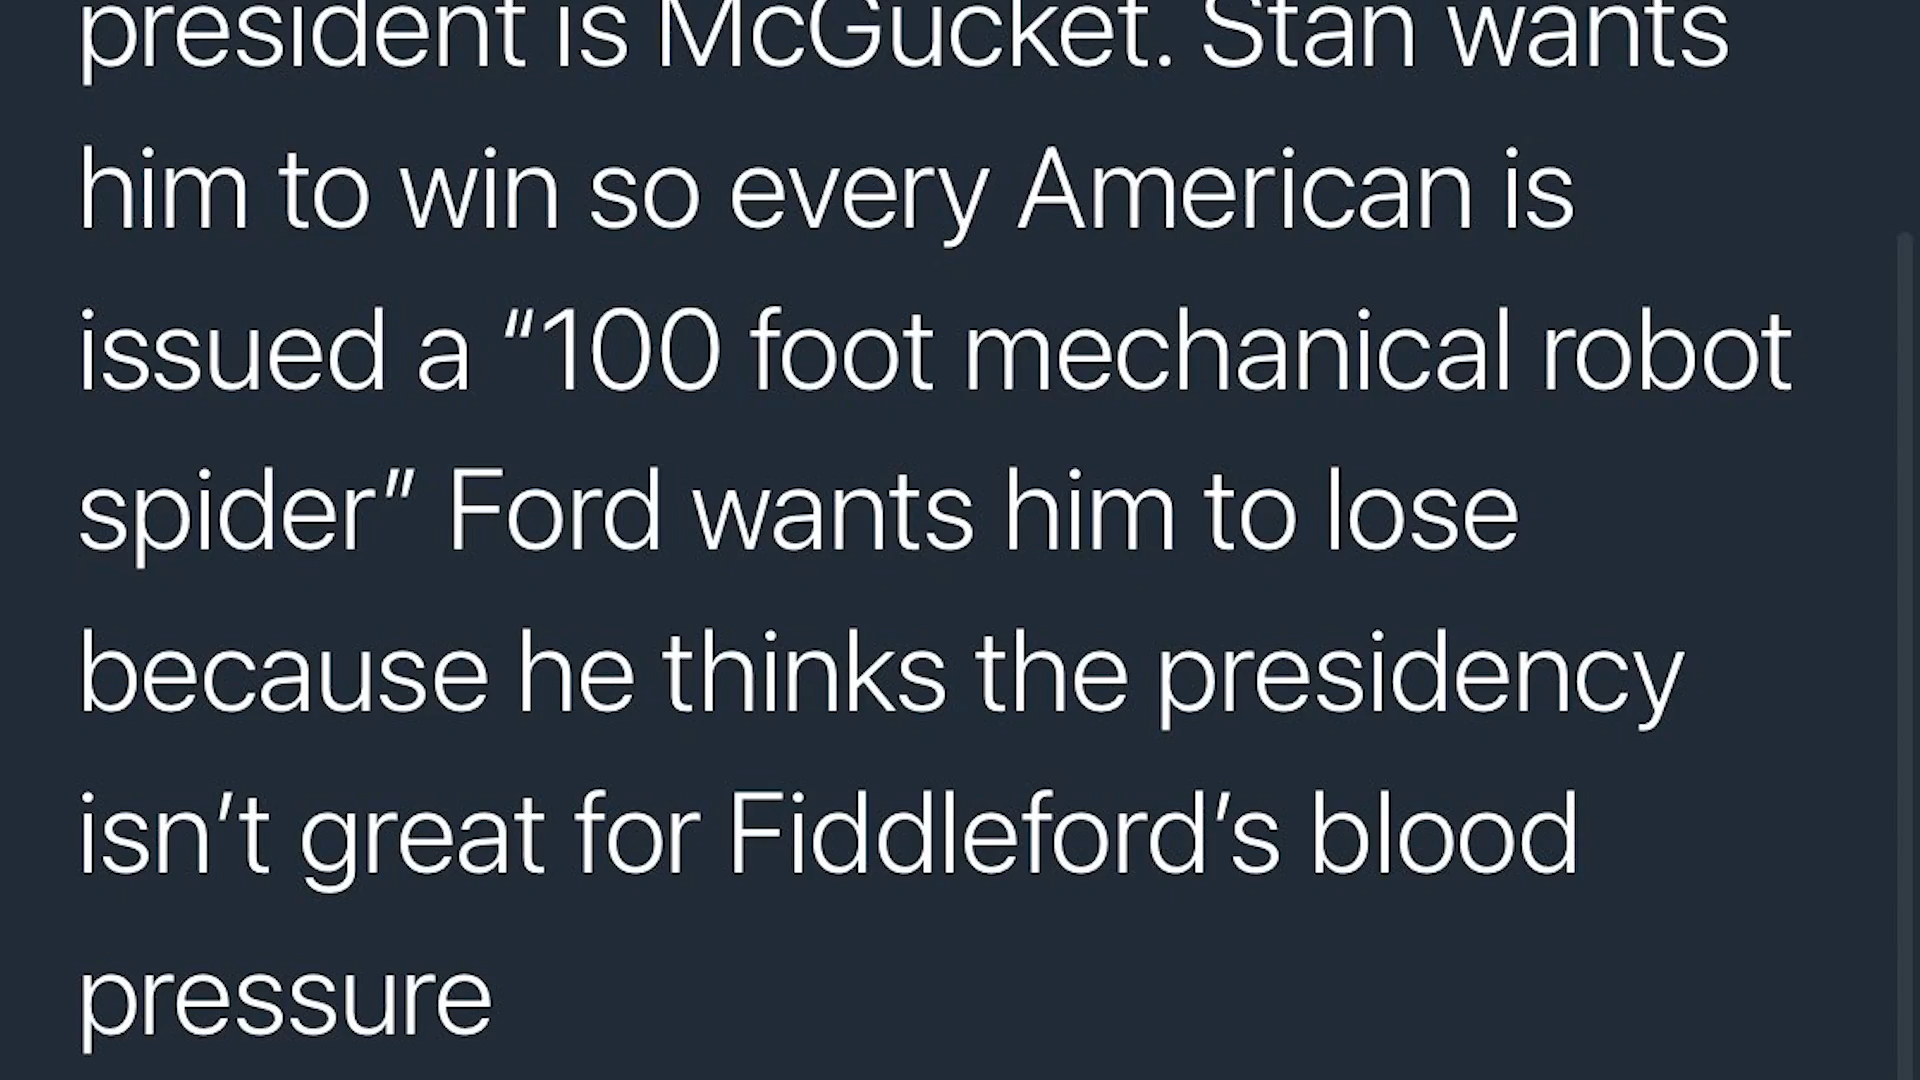 president is McGucket. Stan wants
him to win so every American is
issued a “100 foot mechanical robot
spider” Ford wants him to lose
because he thinks the presidency
isn’t great for Fiddleford’s blood
pressure